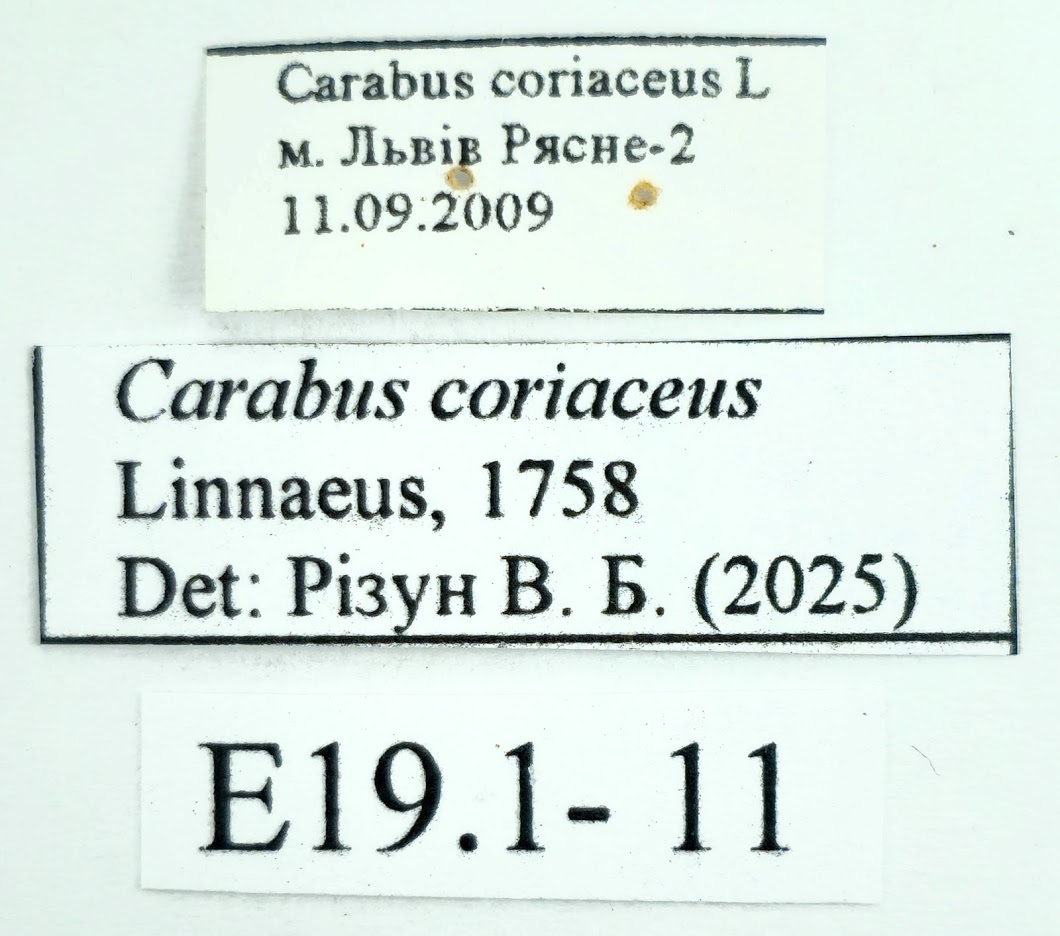 Carabus coriaceus L
м. Львів Рясне-2
11.09.2009
Carabus coriaceus
Linnaeus, 1758
Det: Різун В. Б. (2025)
E19.1- 11